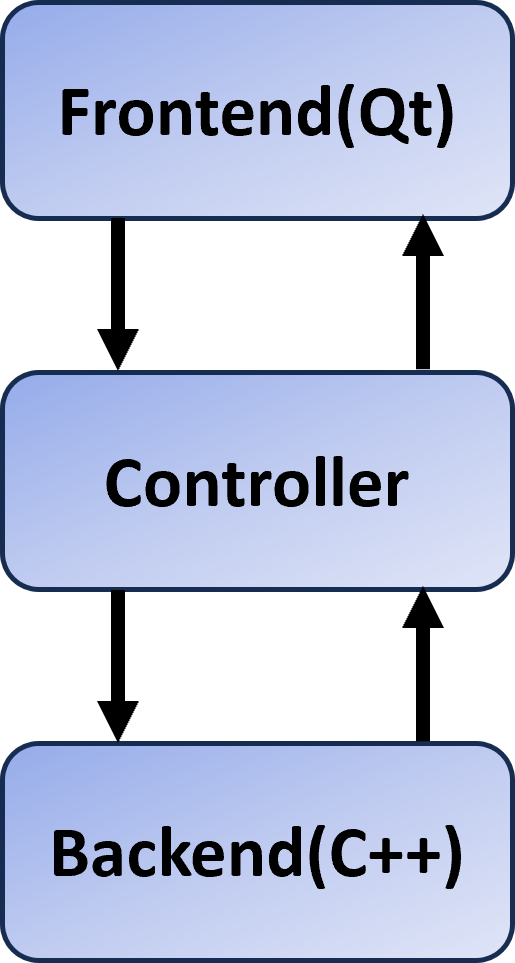 Frontend(Qt)
Controller
Backend(C++)